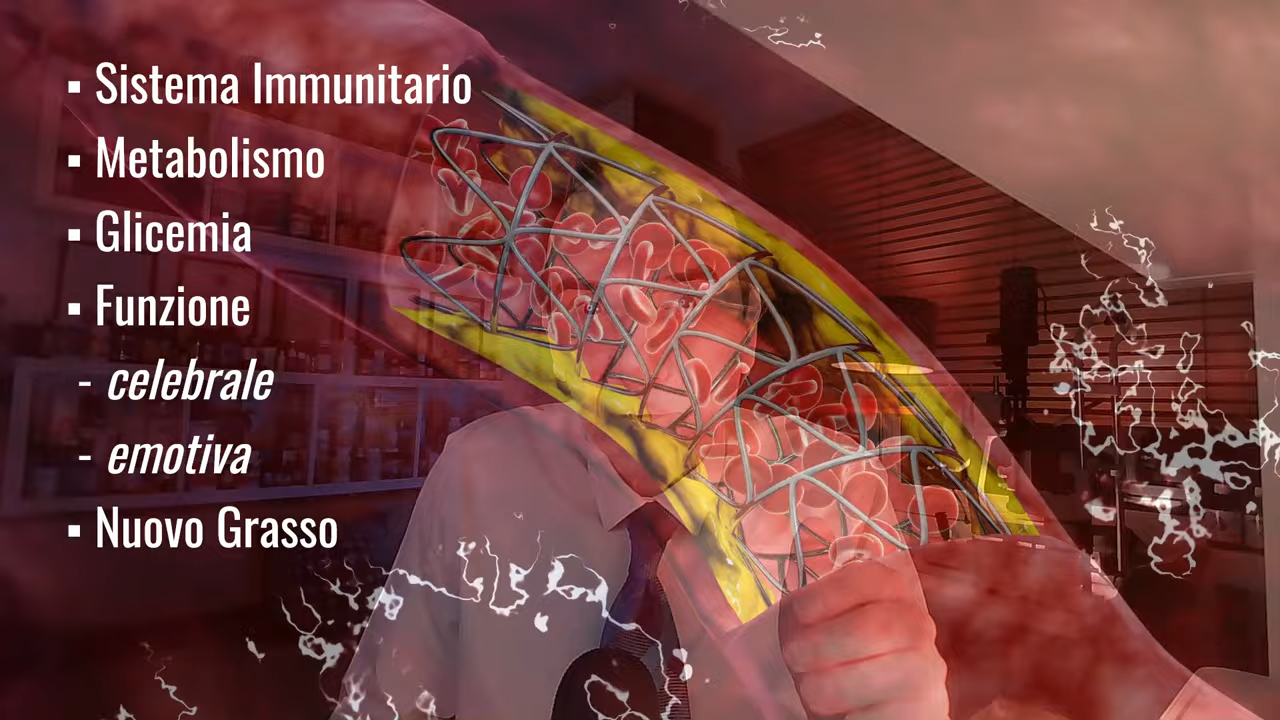 ▪ Sistema Immunitario
▪ Metabolismo
▪ Glicemia
▪ Funzione
- celebrale
- emotiva
▪ Nuovo Grasso